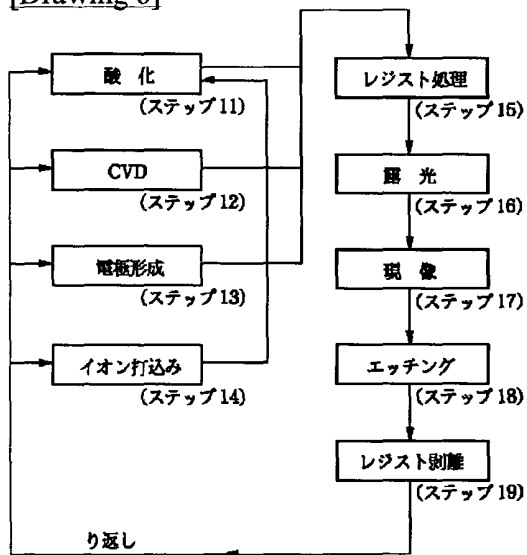 [Drawing 6]
酸 化
(ステップ11)
CVD
(ステップ12)
電極形成
(ステップ13)
イオン打込み
(ステップ14)
レジスト処理
(ステップ15)
露 光
(ステップ16)
現 像
(ステップ17)
エッチング
(ステップ18)
レジスト剥離
(ステップ19)
り返し